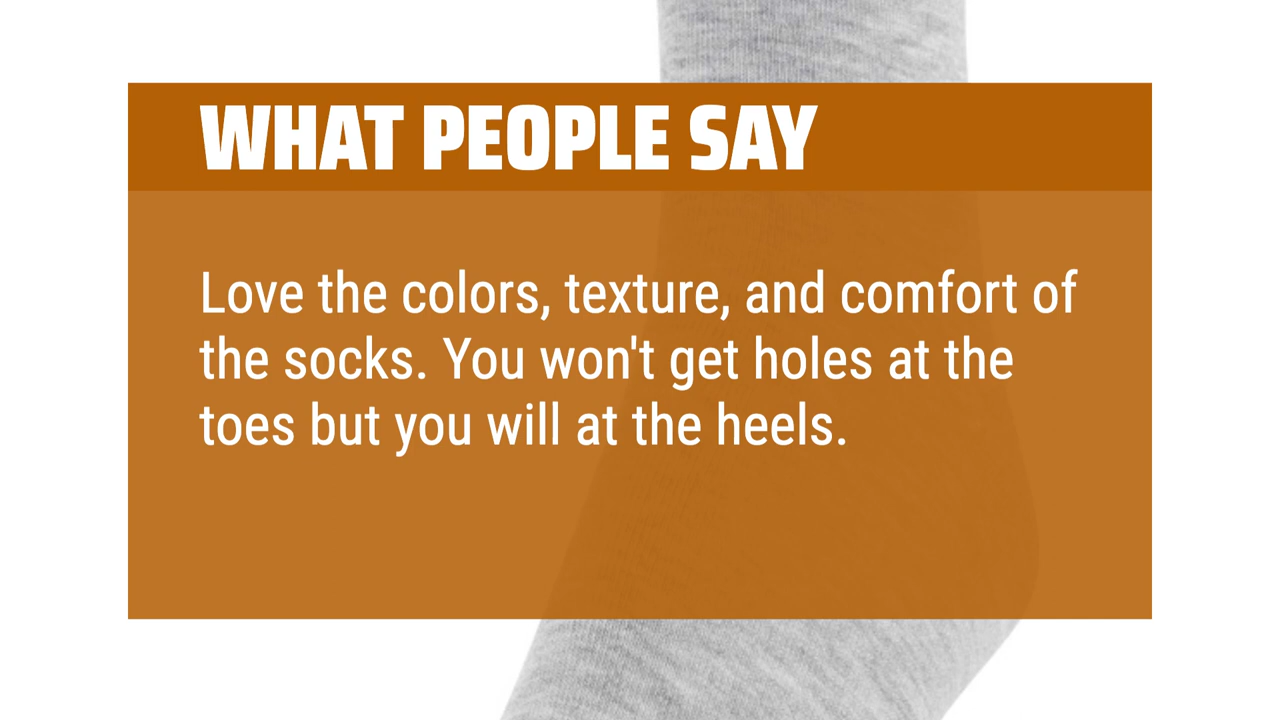 WHAT PEOPLE SAY
Love the colors, texture, and comfort of
the socks. You won't get holes at the
toes but you will at the heels.